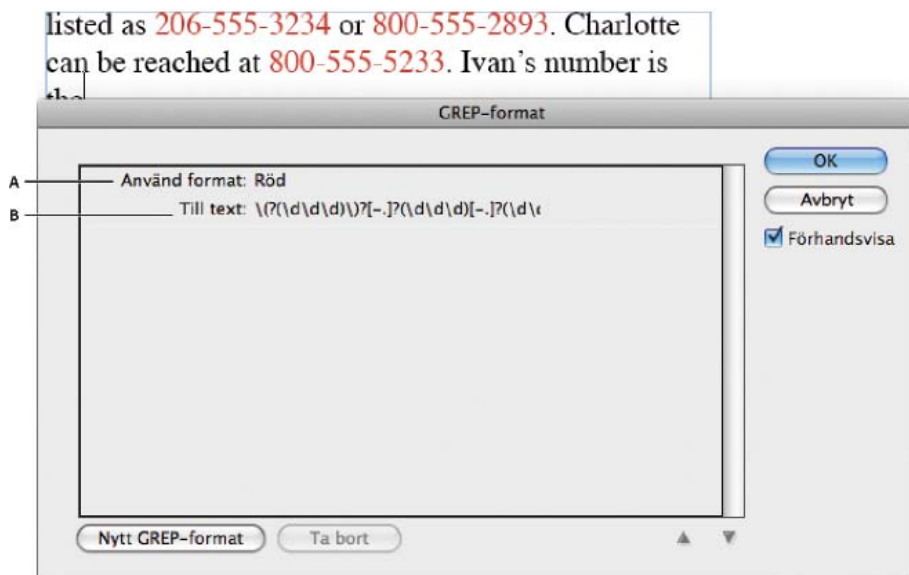 listed as 206-555-3234 or 800-555-2893. Charlotte
can be reached at 800-555-5233. Ivan's number is
the
GREP-format
OK
A
Använd format: Röd
B
Till text: \(?(\d\d\d)\)?[-.]?(\d\d\d)[-.]?(\d\
Avbryt
Förhandsvisa
Nytt GREP-format
Ta bort